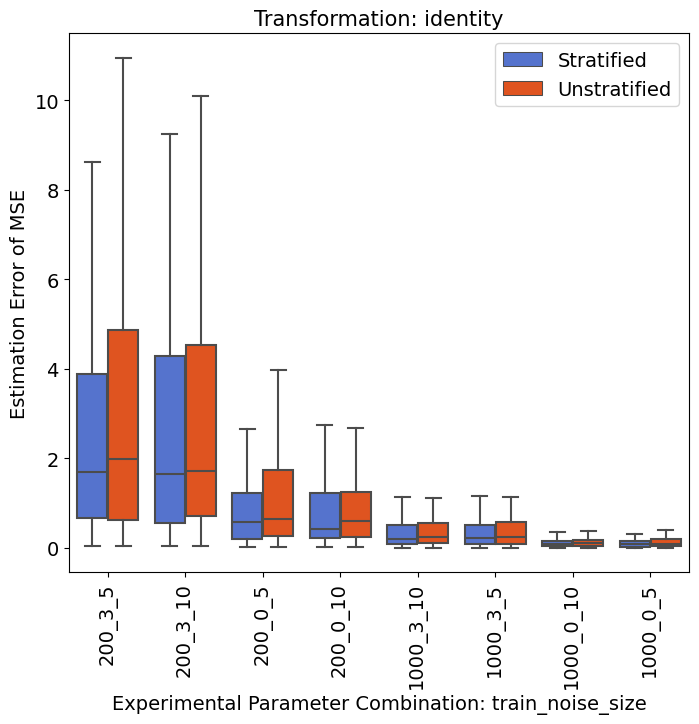 Transformation: identity
Stratified
Unstratified
Estimation Error of MSE
10
8
6
4
2
0
200_3_5
200_3_10
200_0_5
200_0_10
1000_3_10
1000_3_5
1000_0_10
1000_0_5
Experimental Parameter Combination: train_noise_size